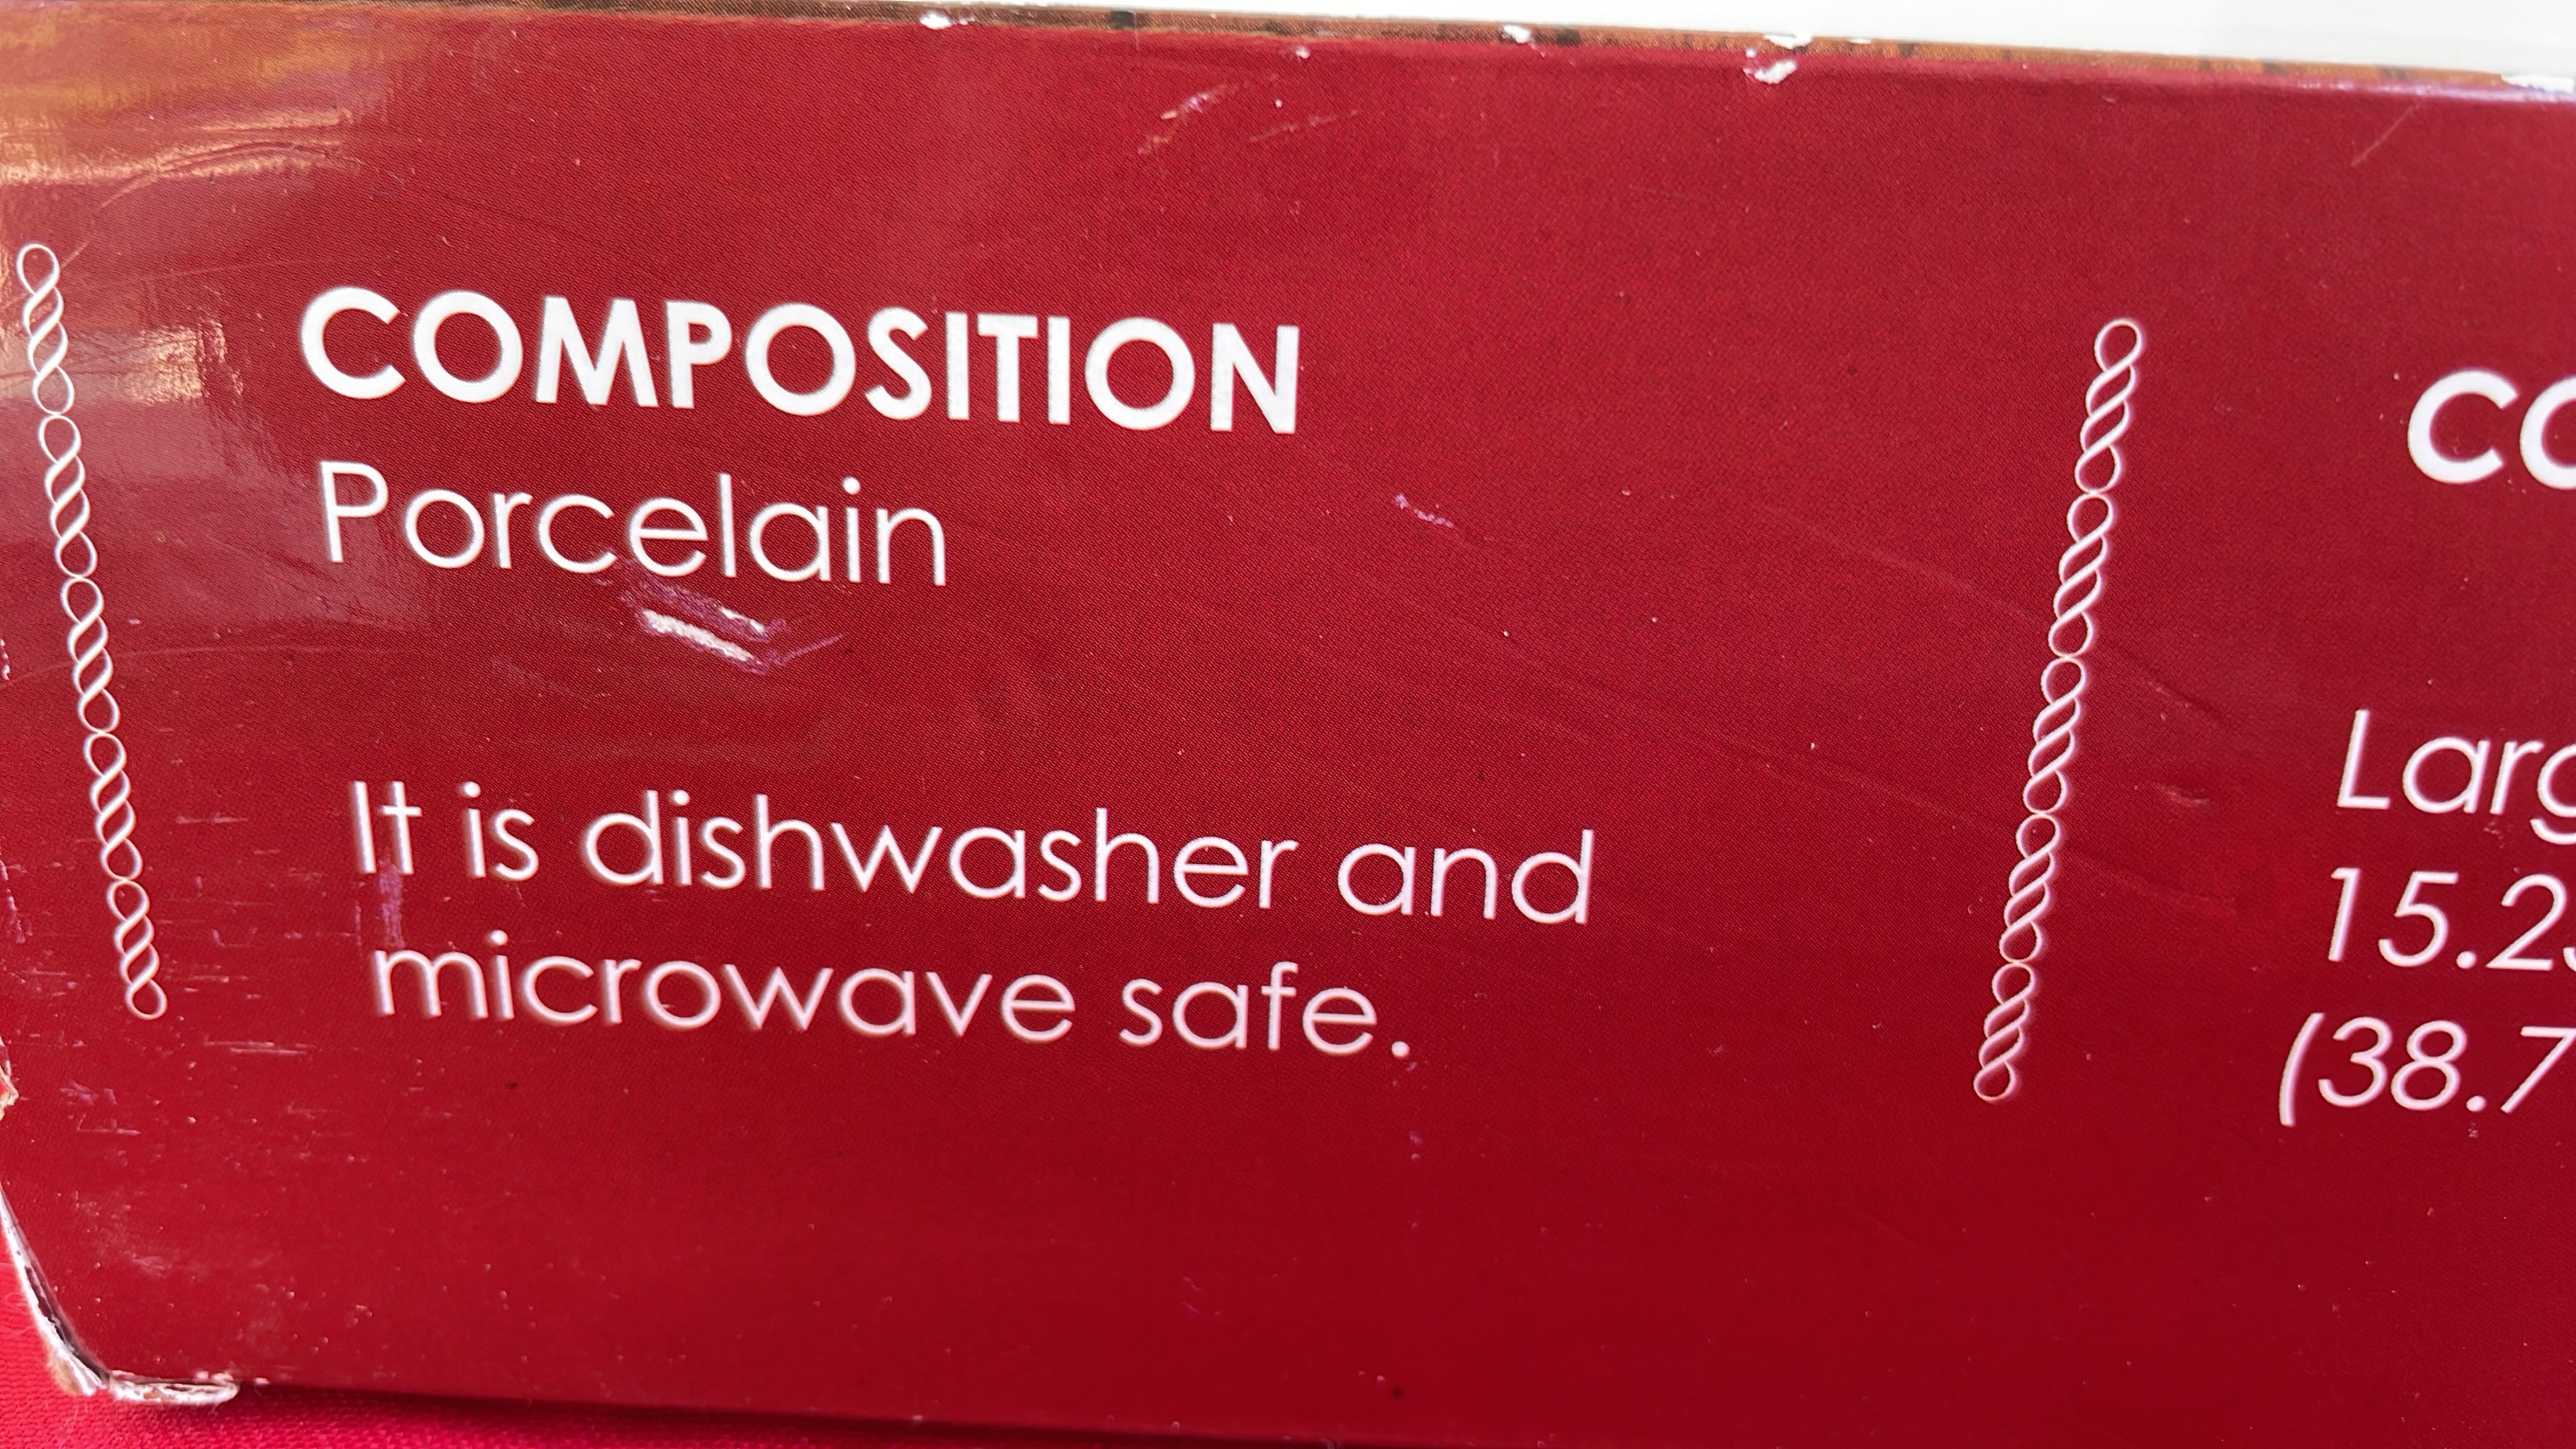 COMPOSITION
Porcelain
It is dishwasher and
microwave safe.